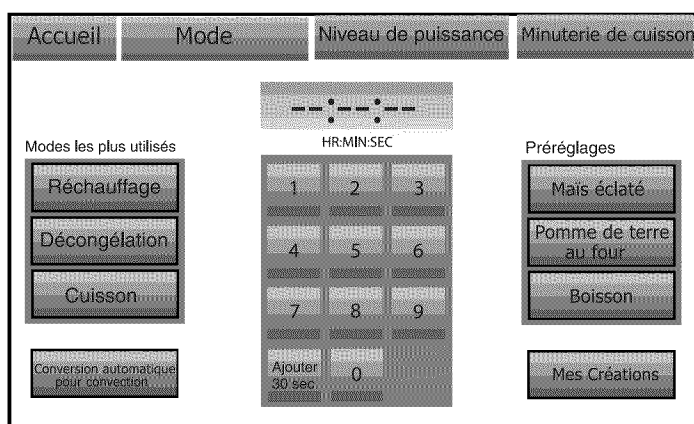 Accueil
Mode
Niveau de puissance
Minuterie de cuisson
--:--:--
HR:MIN:SEC
Modes les plus utilisés
Réchauffage
Décongélation
Cuisson
Conversion automatique
pour convection
1 2 3
4 5 6
7 8 9
Ajouter
30 sec
0
Préréglages
Maïs éclaté
Pomme de terre
au four
Boisson
Mes Créations